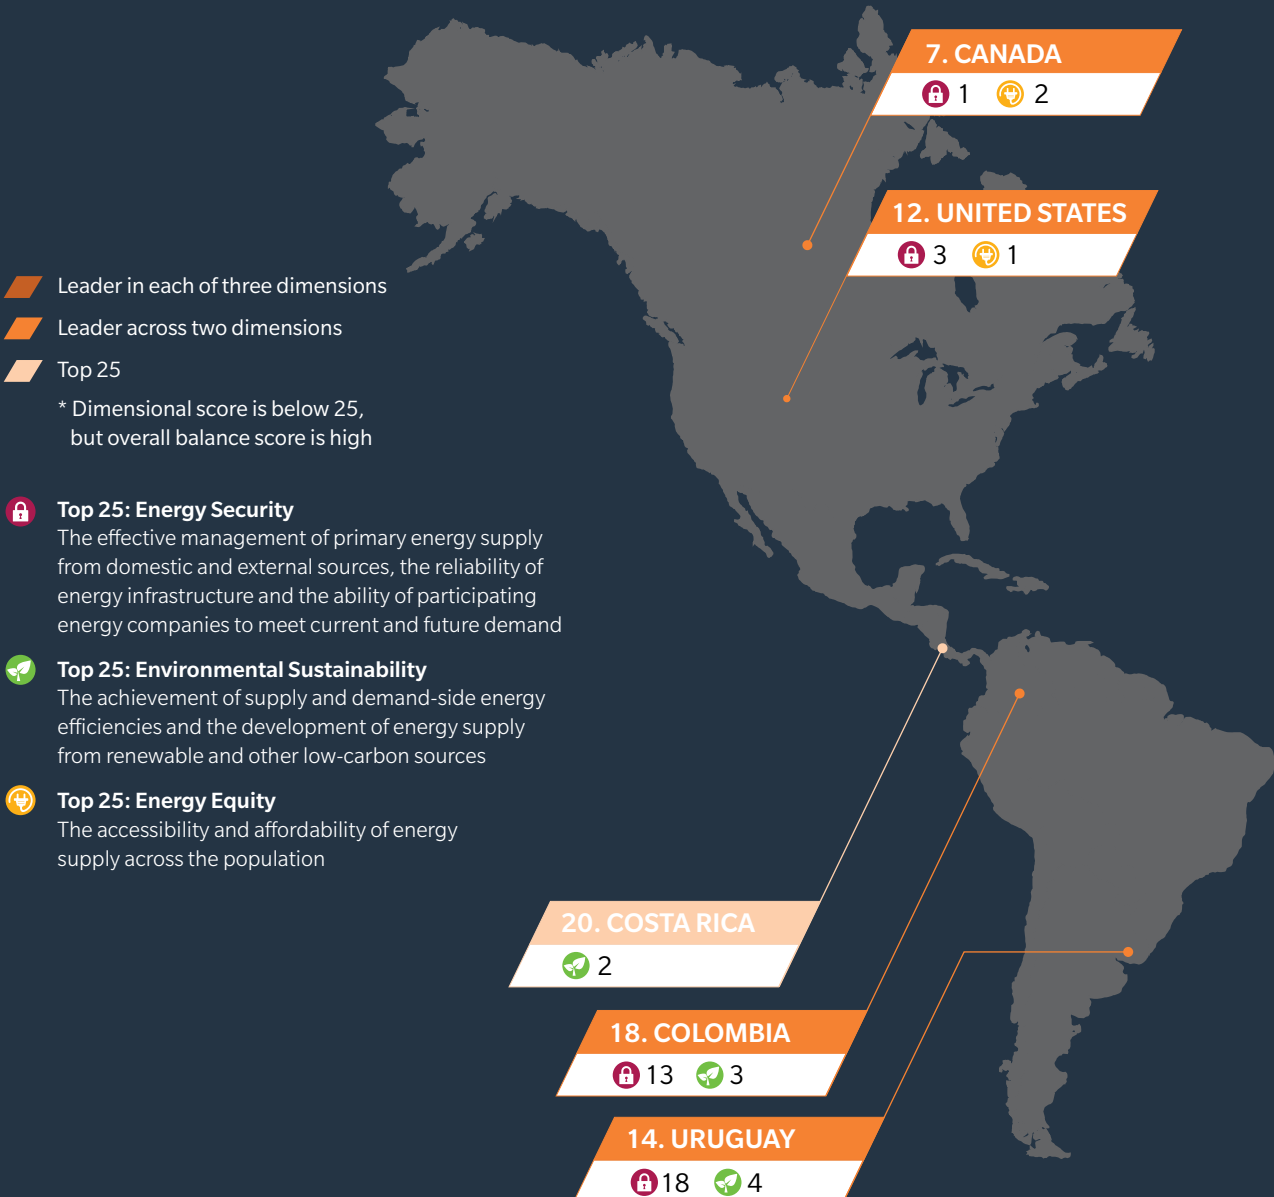 7. CANADA
1 2
12. UNITED STATES
3 1
Leader in each of three dimensions
Leader across two dimensions
Top 25
* Dimensional score is below 25,
but overall balance score is high
Top 25: Energy Security
The effective management of primary energy supply
from domestic and external sources, the reliability of
energy infrastructure and the ability of participating
energy companies to meet current and future demand
Top 25: Environmental Sustainability
The achievement of supply and demand-side energy
efficiencies and the development of energy supply
from renewable and other low-carbon sources
Top 25: Energy Equity
The accessibility and affordability of energy
supply across the population
20. COSTA RICA
2
18. COLOMBIA
13 3
14. URUGUAY
18 4